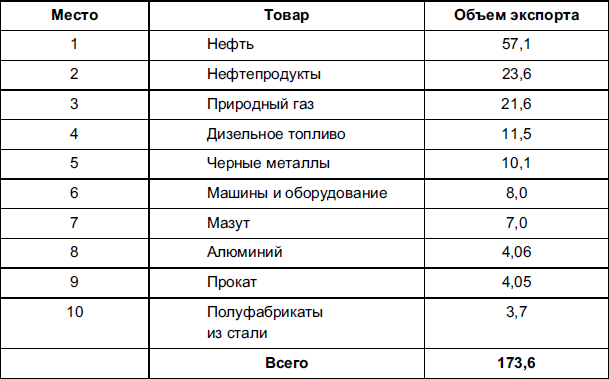 Место Товар Объем экспорта
1 Нефть 57,1
2 Нефтепродукты 23,6
3 Природный газ 21,6
4 Дизельное топливо 11,5
5 Черные металлы 10,1
6 Машины и оборудование 8,0
7 Мазут 7,0
8 Алюминий 4,06
9 Прокат 4,05
10 Полуфабрикаты 3,7
из стали
Всего 173,6